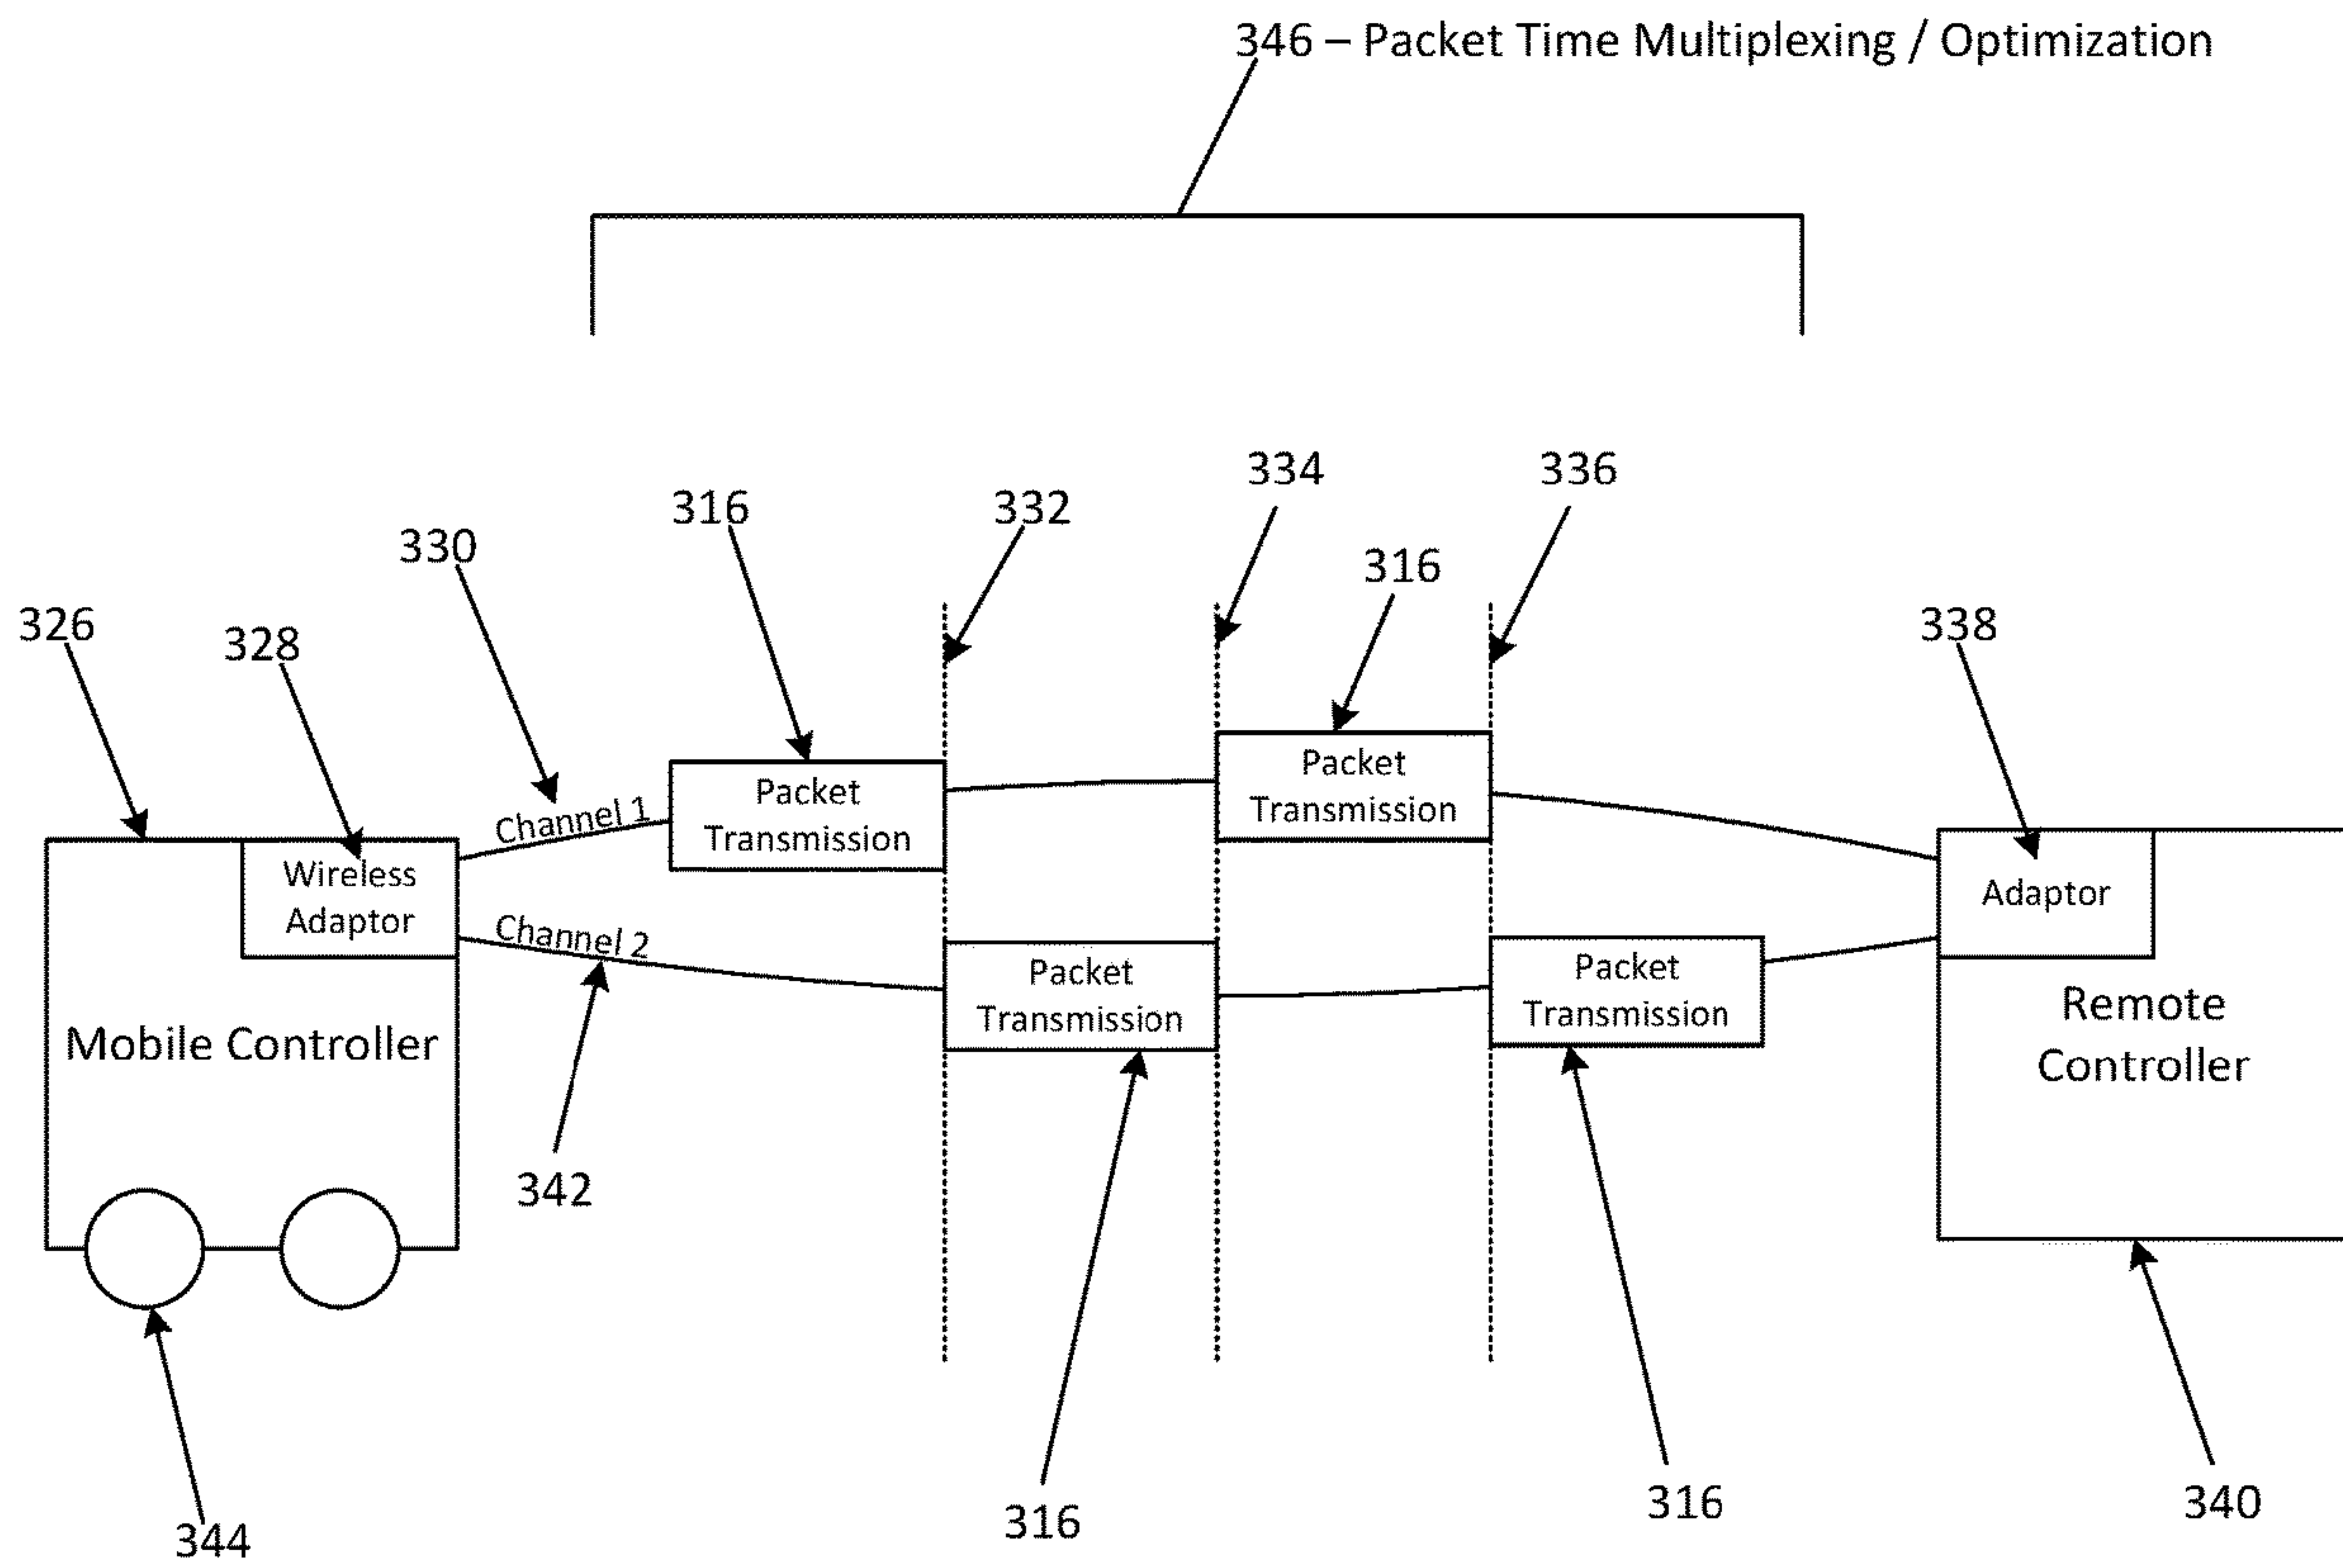 346 – Packet Time Multiplexing / Optimization
334
336
316
332
330
316
326
328
338
Packet
Transmission
Packet
Transmission
Channel 1
Wireless
Adaptor
Adaptor
Channel 2
Packet
Transmission
Packet
Transmission
Mobile Controller
Remote
Controller
342
316
316
340
344